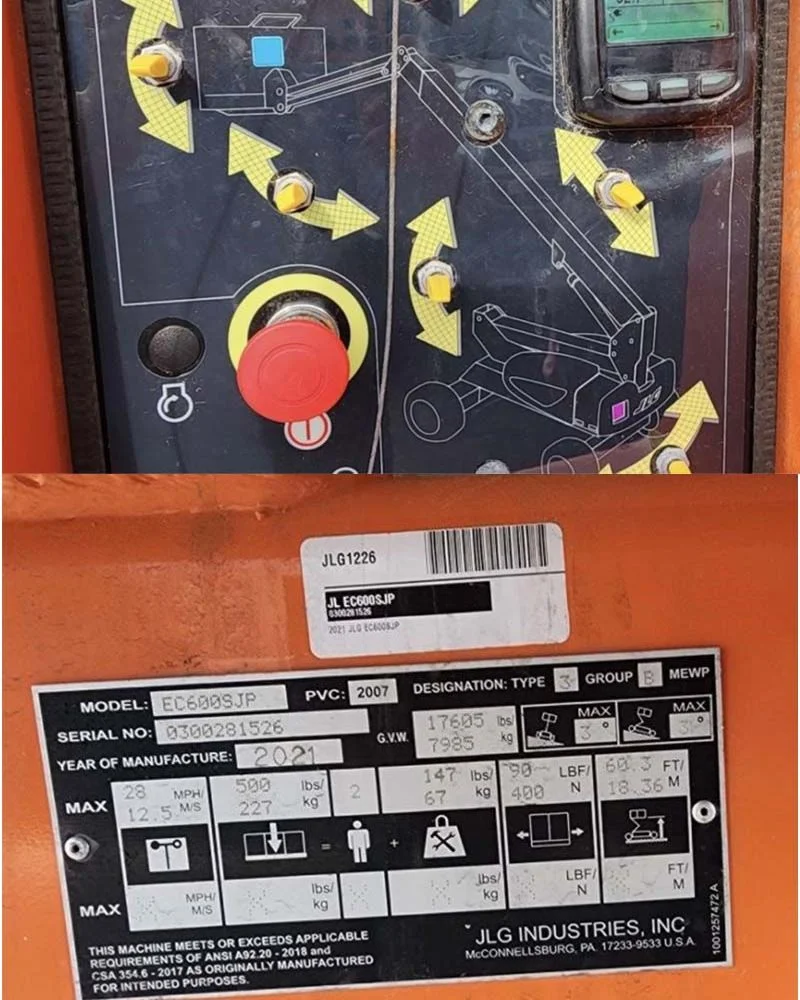 JLG
JLG1226
JL EC600SJP
0300281526
2021 JLG EC600SJP
MODEL: EC600SJP PVC: 2007 DESIGNATION: TYPE 3 GROUP B MEWP
SERIAL NO: 0300281526 G.V.W. 17605 lbs/ 7985 kg MAX 3° MAX 3°
YEAR OF MANUFACTURE: 2021
MAX 28 MPH/ 12.5 M/S 500 lbs/ 227 kg 2 147 lbs/ 67 kg 90 LBF/ 400 N 60.3 FT/ 18.36 M
= +
MAX X MPH/ M/S X lbs/ kg X X lbs/ kg X LBF/ N X FT/ M
THIS MACHINE MEETS OR EXCEEDS APPLICABLE
REQUIREMENTS OF ANSI A92.20 - 2018 and
CSA 354.6 - 2017 AS ORIGINALLY MANUFACTURED
FOR INTENDED PURPOSES.
JLG INDUSTRIES, INC
McCONNELLSBURG, PA. 17233-9533 U.S.A.
1001257472 A